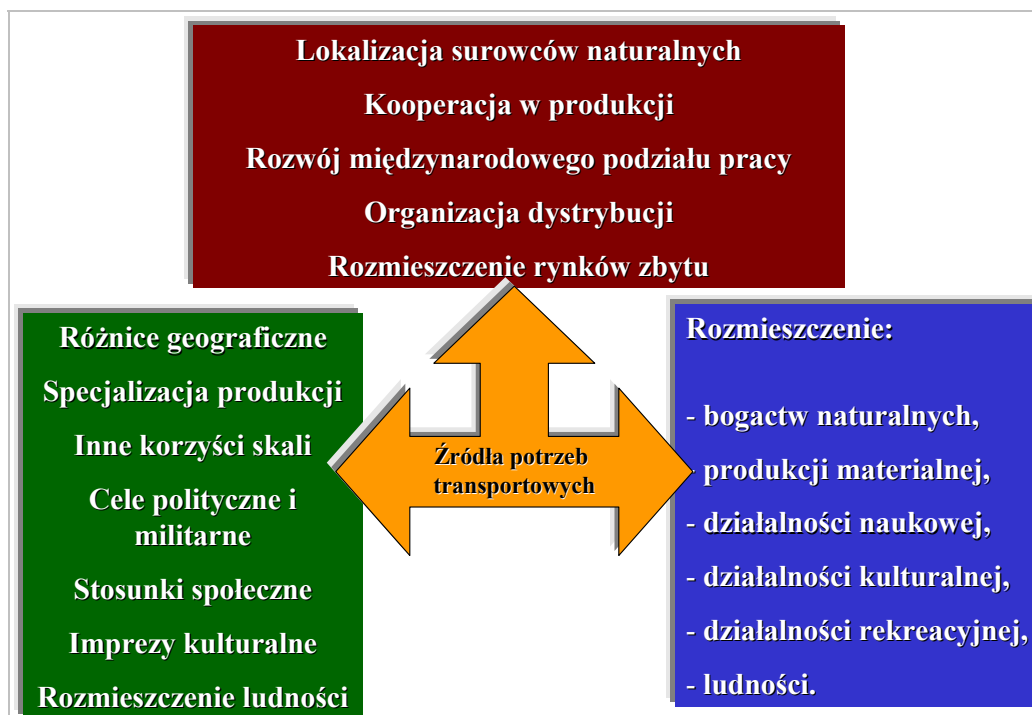 Lokalizacja surowców naturalnych
Kooperacja w produkcji
Rozwój międzynarodowego podziału pracy
Organizacja dystrybucji
Rozmieszczenie rynków zbytu
Różnice geograficzne
Specjalizacja produkcji
Inne korzyści skali
Cele polityczne i
militarne
Stosunki społeczne
Imprezy kulturalne
Rozmieszczenie ludności
Źródła potrzeb
transportowych
Rozmieszczenie:
- bogactw naturalnych,
- produkcji materialnej,
- działalności naukowej,
- działalności kulturalnej,
- działalności rekreacyjnej,
- ludności.